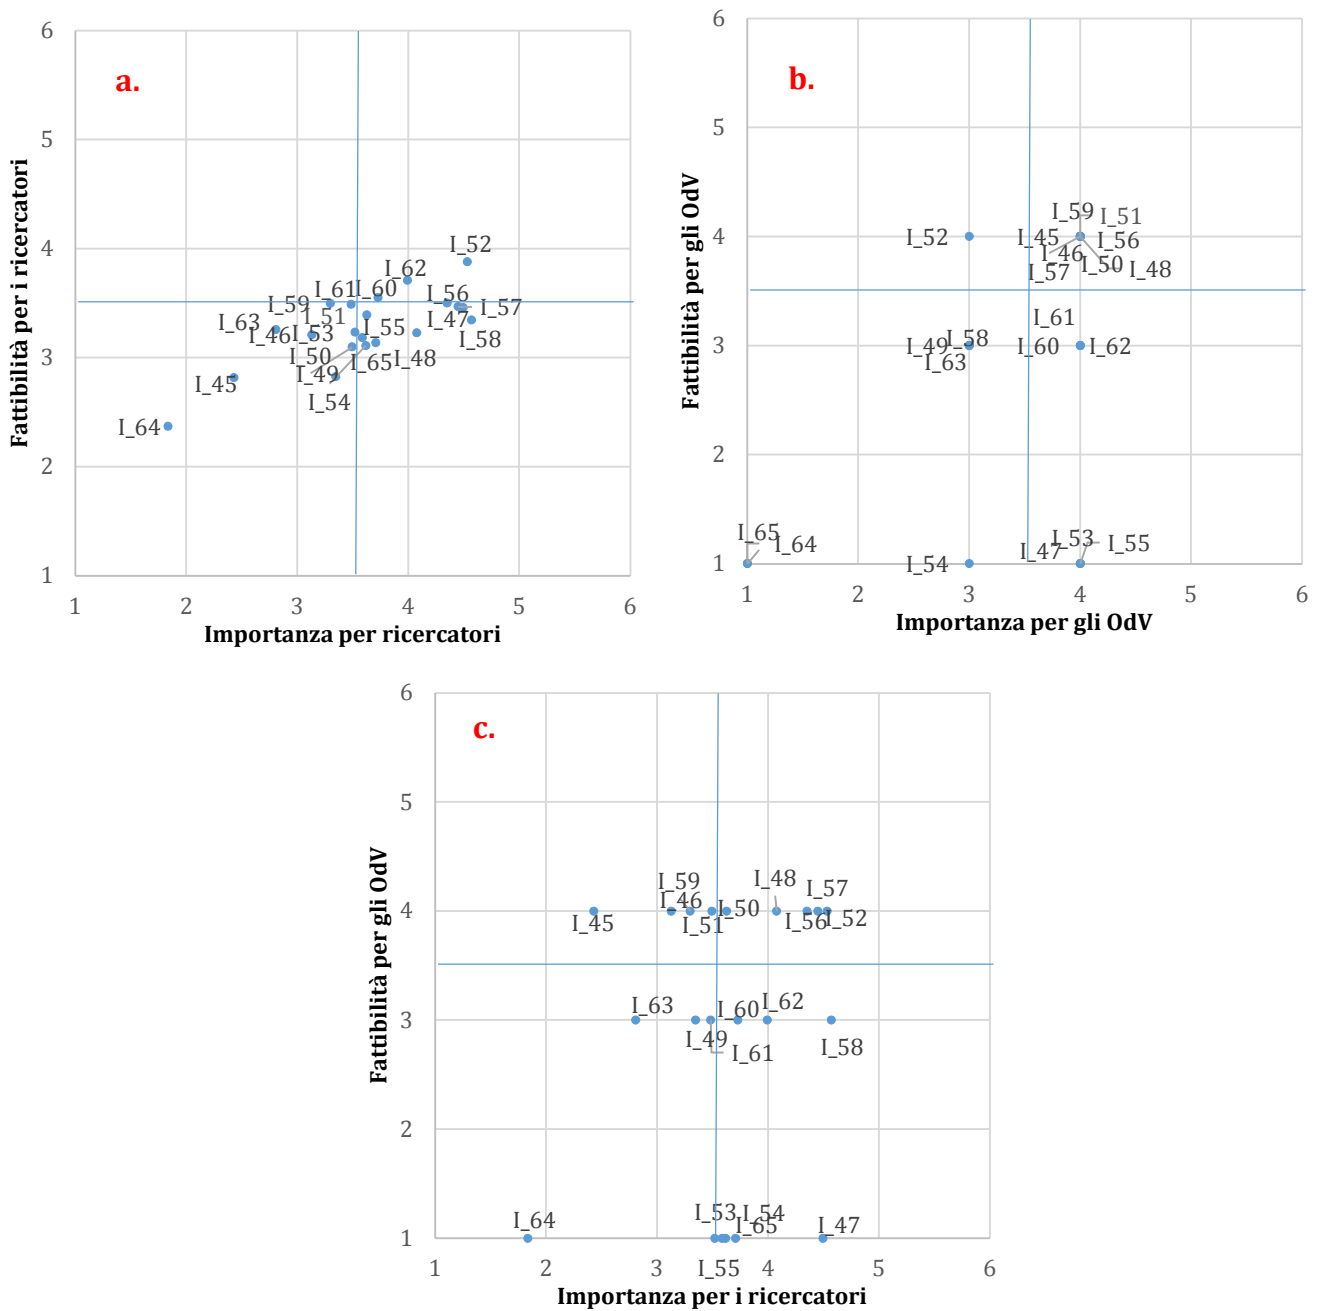 a.
6
5
4
3
2
1
1
2
3
4
5
6
Fattibilità per i ricercatori
Importanza per ricercatori
I_52
I_62
I_61
I_60
I_56
I_59
I_57
I_51
I_63
I_47
I_46
I_53
I_55
I_58
I_50
I_48
I_65
I_49
I_45
I_54
I_64
b.
6
5
4
3
2
1
1
2
3
4
5
6
Fattibilità per gli OdV
Importanza per gli OdV
I_59
I_51
I_52
I_45
I_56
I_46
I_50
I_57
I_48
I_61
I_58
I_49
I_60
I_62
I_63
I_65
I_64
I_53
I_55
I_47
I_54
c.
6
5
4
3
2
1
1
2
3
4
5
6
Fattibilità per gli OdV
Importanza per i ricercatori
I_59
I_48
I_57
I_46
I_50
I_45
I_51
I_56
I_52
I_63
I_60
I_62
I_49
I_61
I_58
I_64
I_53
I_54
I_65
I_47
I_55